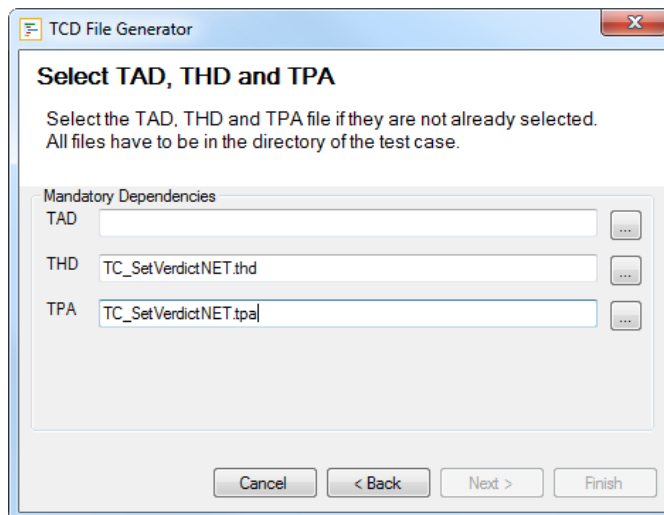 TCD File Generator
Select TAD, THD and TPA
Select the TAD, THD and TPA file if they are not already selected.
All files have to be in the directory of the test case.
Mandatory Dependencies
TAD
...
THD TC_SetVerdictNET.thd ...
TPA TC_SetVerdictNET.tpa ...
Cancel < Back Next > Finish